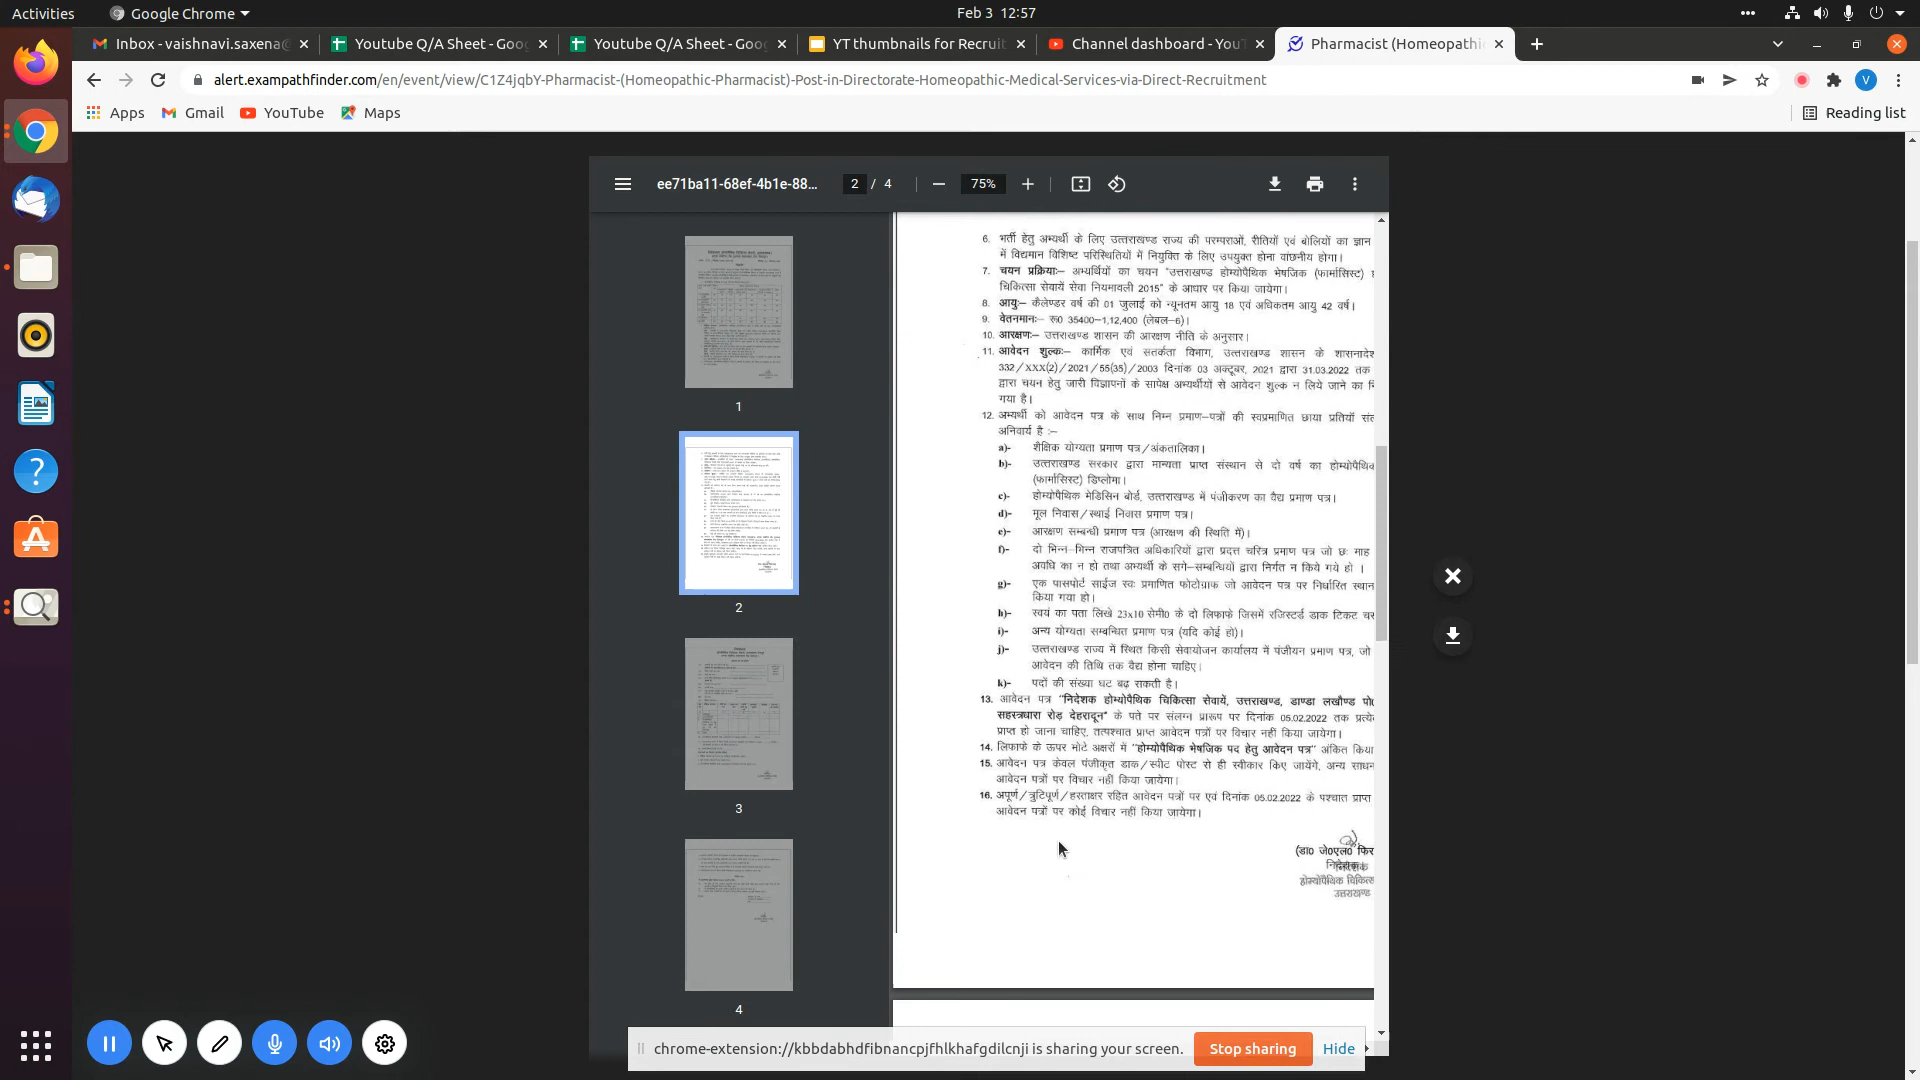 Activities
Google Chrome
Feb 3 12:57
Inbox - vaishnavi.saxena@
Youtube Q/A Sheet - Goo
Youtube Q/A Sheet - Goo
YT thumbnails for Recruit
Channel dashboard - You
Pharmacist (Homeopathi
alert.exampathfinder.com/en/event/view/C1Z4jqbY-Pharmacist-(Homeopathic-Pharmacist)-Post-in-Directorate-Homeopathic-Medical-Services-via-Direct-Recruitment
V
Apps
Gmail
YouTube
Maps
Reading list
ee71ba11-68ef-4b1e-88...
2 / 4
75%
1
2
3
4
6. भर्ती हेतु अभ्यर्थी के लिए उत्तराखण्ड राज्य की परम्पराओं, रीतियों एवं बोलियों का ज्ञान
में विद्यमान विशिष्ट परिस्थितियों में नियुक्ति के लिए उपयुक्त होना वांछनीय होगा।
7. चयन प्रक्रियाः– अभ्यर्थियों का चयन "उत्तराखण्ड होम्योपैथिक भेषजिक (फार्मासिस्ट)
चिकित्सा सेवायें सेवा नियमावली 2015" के आधार पर किया जायेगा।
8. आयुः– कैलेण्डर वर्ष की 01 जुलाई को न्यूनतम आयु 18 एवं अधिकतम आयु 42 वर्ष।
9. वेतनमानः– रू0 35400–1,12,400 (लेबल–6)।
10. आरक्षणः– उत्तराखण्ड शासन की आरक्षण नीति के अनुसार।
11. आवेदन शुल्कः– कार्मिक एवं सतर्कता विभाग, उत्तराखण्ड शासन के शासनादे
332/XXX(2)/2021/55(35)/2003 दिनांक 03 अक्टूबर, 2021 द्वारा 31.03.2022 तक
द्वारा चयन हेतु जारी विज्ञापनों के सापेक्ष अभ्यर्थीयों से आवेदन शुल्क न लिये जाने का
गया है।
12. अभ्यर्थी को आवेदन पत्र के साथ निम्न प्रमाण–पत्रों की स्वप्रमाणित छाया प्रतियाँ
अनिवार्य है :–
a)- शैक्षिक योग्यता प्रमाण पत्र/अंकतालिका।
b)- उत्तराखण्ड सरकार द्वारा मान्यता प्राप्त संस्थान से दो वर्ष का होम्योपैथिक
(फार्मासिस्ट) डिप्लोमा।
c)- होम्योपैथिक मेडिसिन बोर्ड, उत्तराखण्ड में पंजीकरण का वैद्य प्रमाण पत्र।
d)- मूल निवास/स्थाई निवास प्रमाण पत्र।
e)- आरक्षण सम्बन्धी प्रमाण पत्र (आरक्षण की स्थिति में)।
f)- दो भिन्न–भिन्न राजपत्रित अधिकारियों द्वारा प्रदत्त चरित्र प्रमाण पत्र जो छः माह
अवधि का न हो तथा अभ्यर्थी के सगे–सम्बन्धियों द्वारा निर्गत न किये गये हो ।
g)- एक पासपोर्ट साईज स्वः प्रमाणित फोटोग्राफ जो आवेदन पत्र पर निर्धारित स्थान
किया गया हो।
h)- स्वयं का पता लिखे 23x10 सेमी0 के दो लिफाफे जिसमें रजिस्टर्ड डाक टिकट
i)- अन्य योग्यता सम्बन्धित प्रमाण पत्र (यदि कोई हो)।
j)- उत्तराखण्ड राज्य में स्थित किसी सेवायोजन कार्यालय में पंजीयन प्रमाण पत्र, जो
आवेदन की तिथि तक वैद्य होना चाहिए।
k)- पदों की संख्या घट बढ़ सकती है।
13. आवेदन पत्र "निदेशक होम्योपैथिक चिकित्सा सेवायें, उत्तराखण्ड, डाण्डा लखौण्ड
सहस्त्रधारा रोड़ देहरादून" के पते पर संलग्न प्रारूप पर दिनांक 05.02.2022 तक
प्राप्त हो जाना चाहिए, तत्पश्चात प्राप्त आवेदन पत्रों पर विचार नहीं किया जायेगा।
14. लिफाफे के ऊपर मोटे अक्षरों में "होम्योपैथिक भेषजिक पद हेतु आवेदन पत्र" अंकित किया
15. आवेदन पत्र केवल पंजीकृत डाक/स्पीट पोस्ट से ही स्वीकार किए जायेंगे, अन्य
आवेदन पत्रों पर विचार नहीं किया जायेगा।
16. अपूर्ण/त्रुटिपूर्ण/हस्ताक्षर रहित आवेदन पत्रों पर एवं दिनांक 05.02.2022 के पश्चात प्राप्त
आवेदन पत्रों पर कोई विचार नहीं किया जायेगा।
(डा0 जे0एल0 फिर
निदेशक
होम्योपैथिक
उत्तराखण्ड
chrome-extension://kbbdabhdfibnancpjfhlkhafgdilcnji is sharing your screen.
Stop sharing
Hide